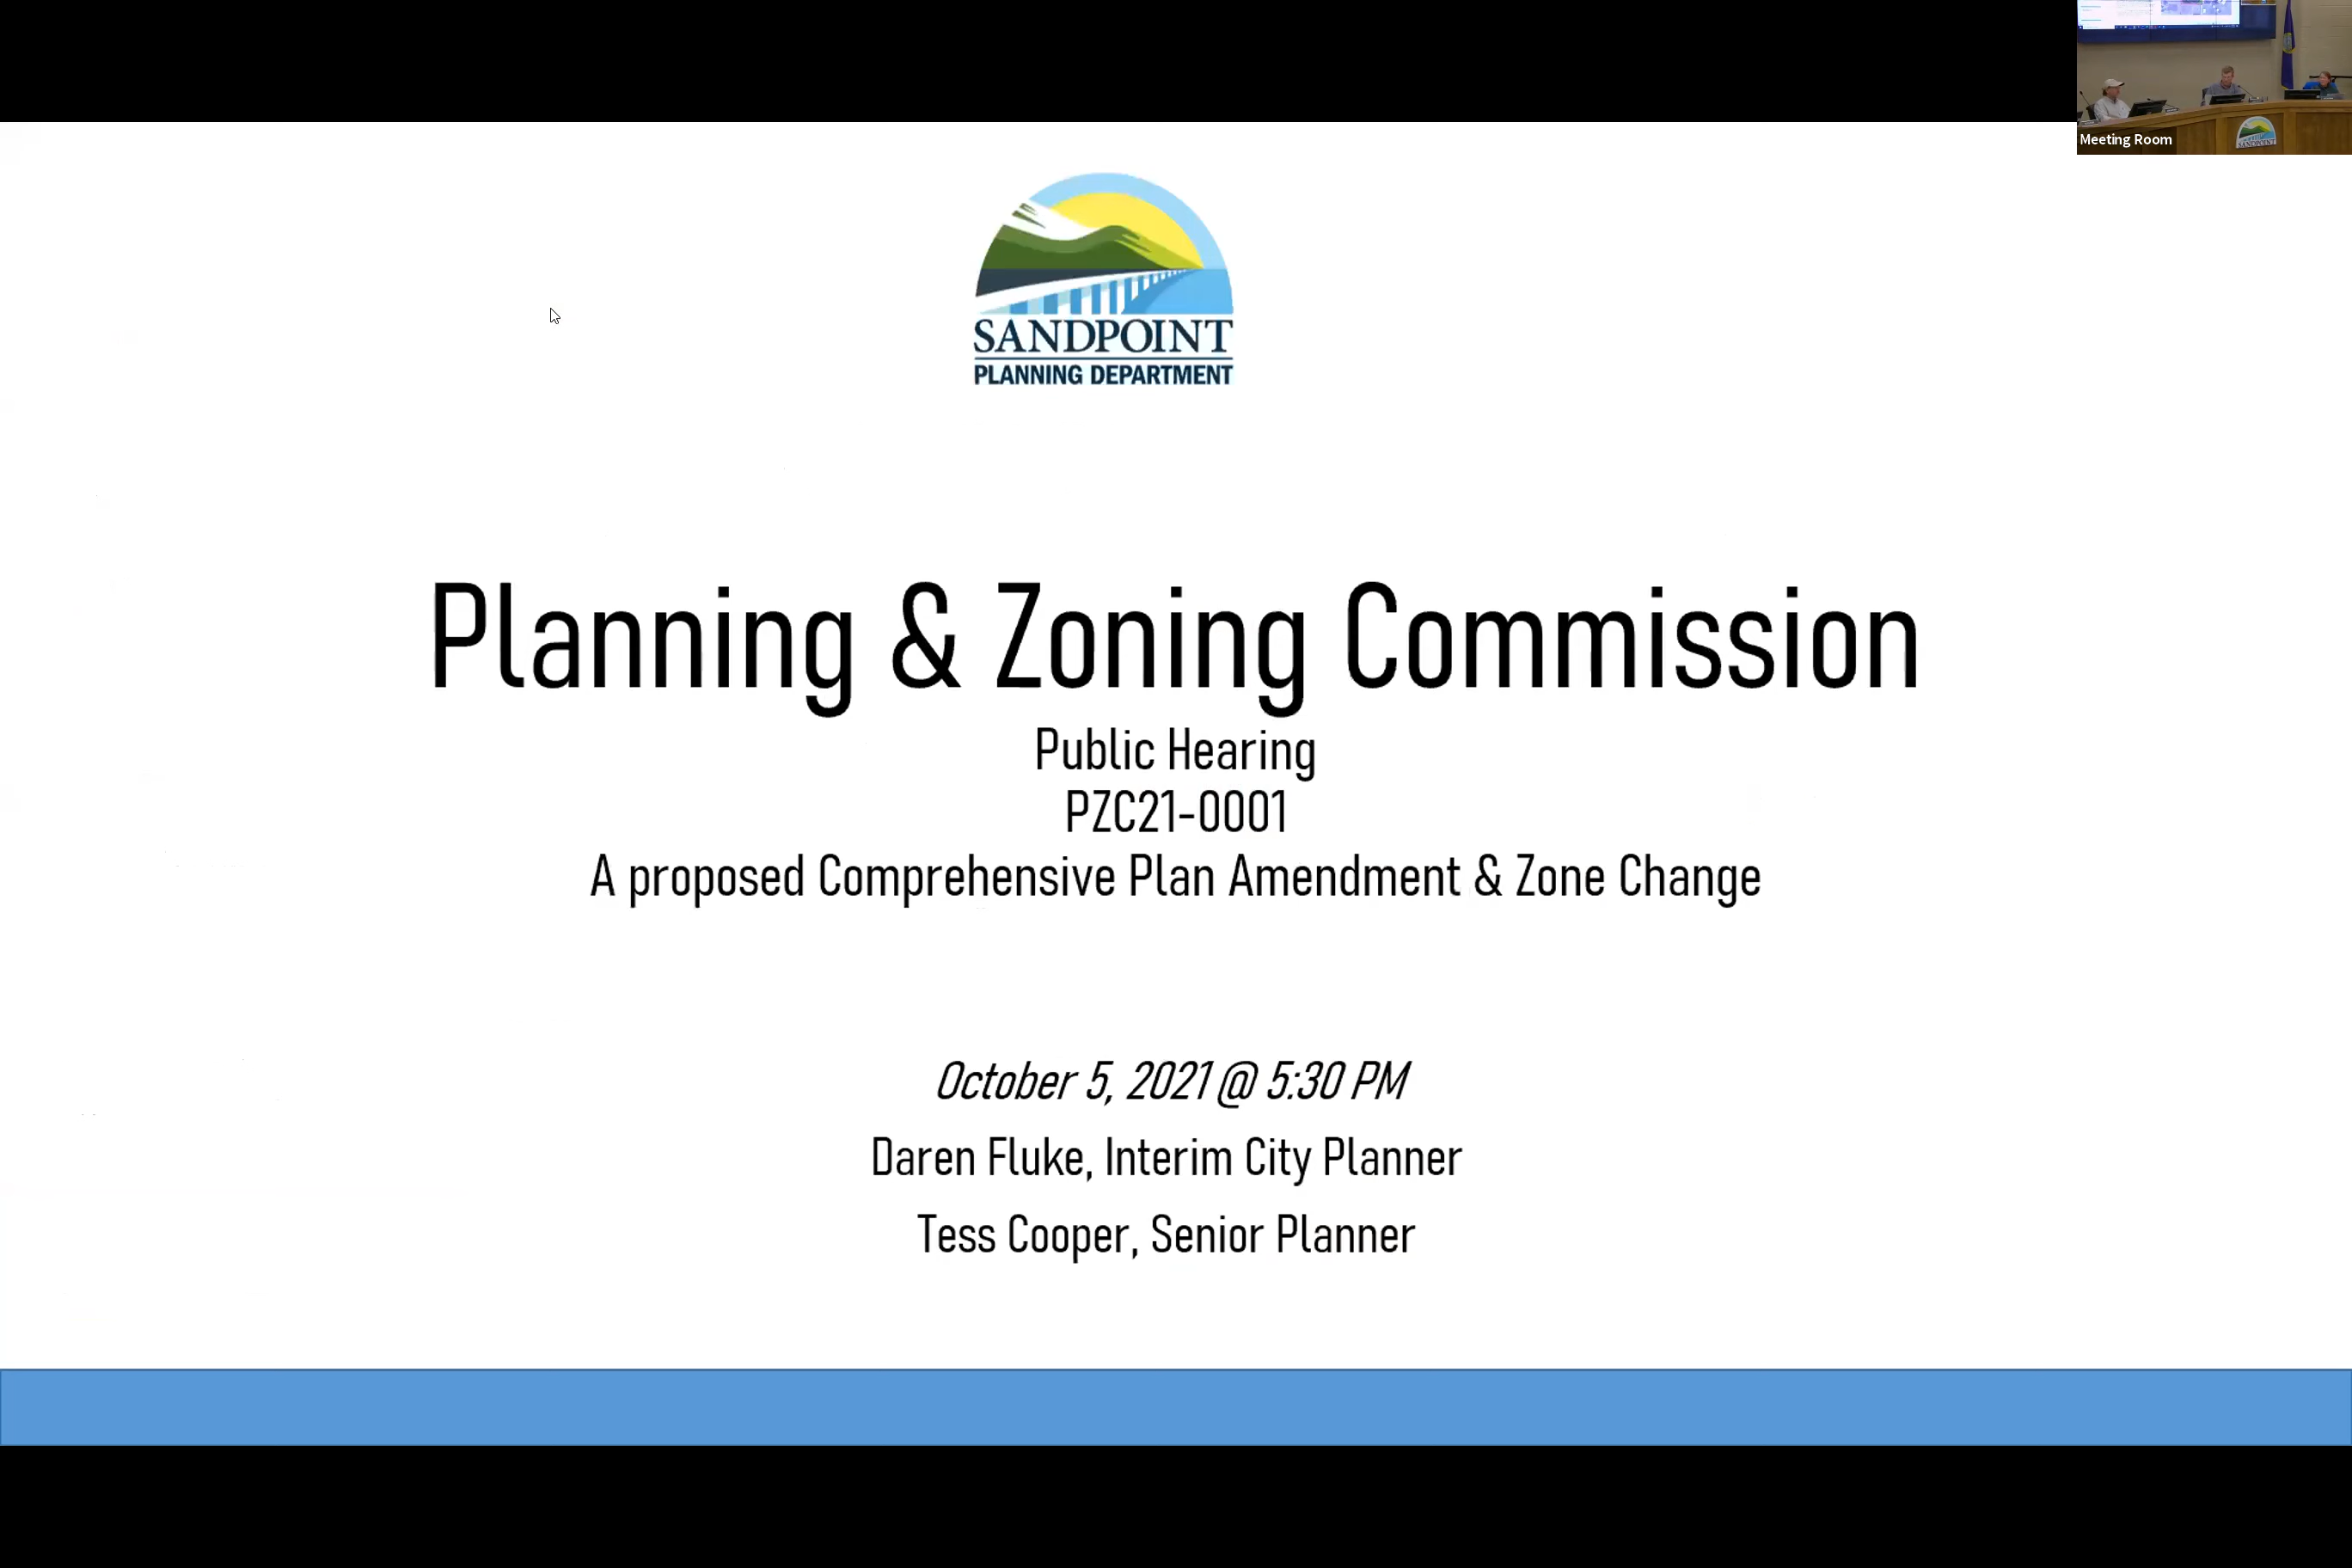 Meeting Room
SANDPOINT
SANDPOINT
PLANNING DEPARTMENT
Planning & Zoning Commission
Public Hearing
PZC21-0001
A proposed Comprehensive Plan Amendment & Zone Change
October 5, 2021 @ 5:30 PM
Daren Fluke, Interim City Planner
Tess Cooper, Senior Planner